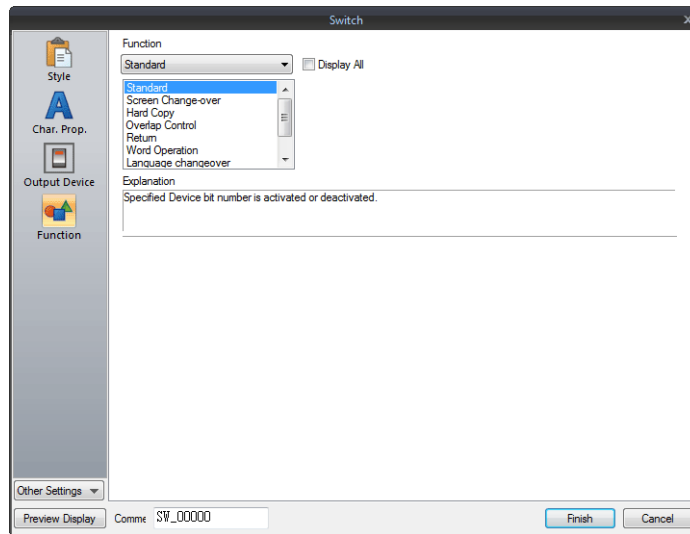 Switch
Style
Char. Prop.
Output Device
Function
Other Settings
Function
Standard
Display All
Standard
Screen Change-over
Hard Copy
Overlap Control
Return
Word Operation
Language changeover
Explanation
Specified Device bit number is activated or deactivated.
Preview Display
Comme
SW_00000
Finish
Cancel